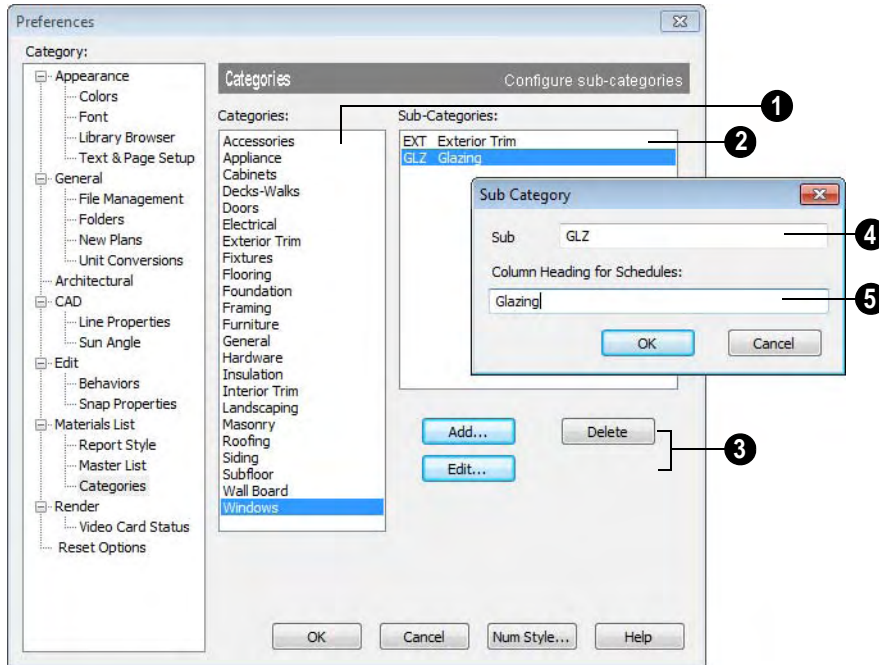 Preferences
Category:
Appearance
Colors
Font
Library Browser
Text & Page Setup
General
File Management
Folders
New Plans
Unit Conversions
Architectural
CAD
Line Properties
Sun Angle
Edit
Behaviors
Snap Properties
Materials List
Report Style
Master List
Categories
Render
Video Card Status
Reset Options
Categories
Configure sub-categories
Categories:
Accessories
Appliance
Cabinets
Decks-Walks
Doors
Electrical
Exterior Trim
Fixtures
Flooring
Foundation
Framing
Furniture
General
Hardware
Insulation
Interior Trim
Landscaping
Masonry
Roofing
Siding
Subfloor
Wall Board
Windows
Sub-Categories:
EXT Exterior Trim
GLZ Glazing
1
2
Sub Category
Sub GLZ
4
Column Heading for Schedules:
Glazing
5
OK Cancel
Add... Delete
Edit...
3
OK Cancel Num Style... Help